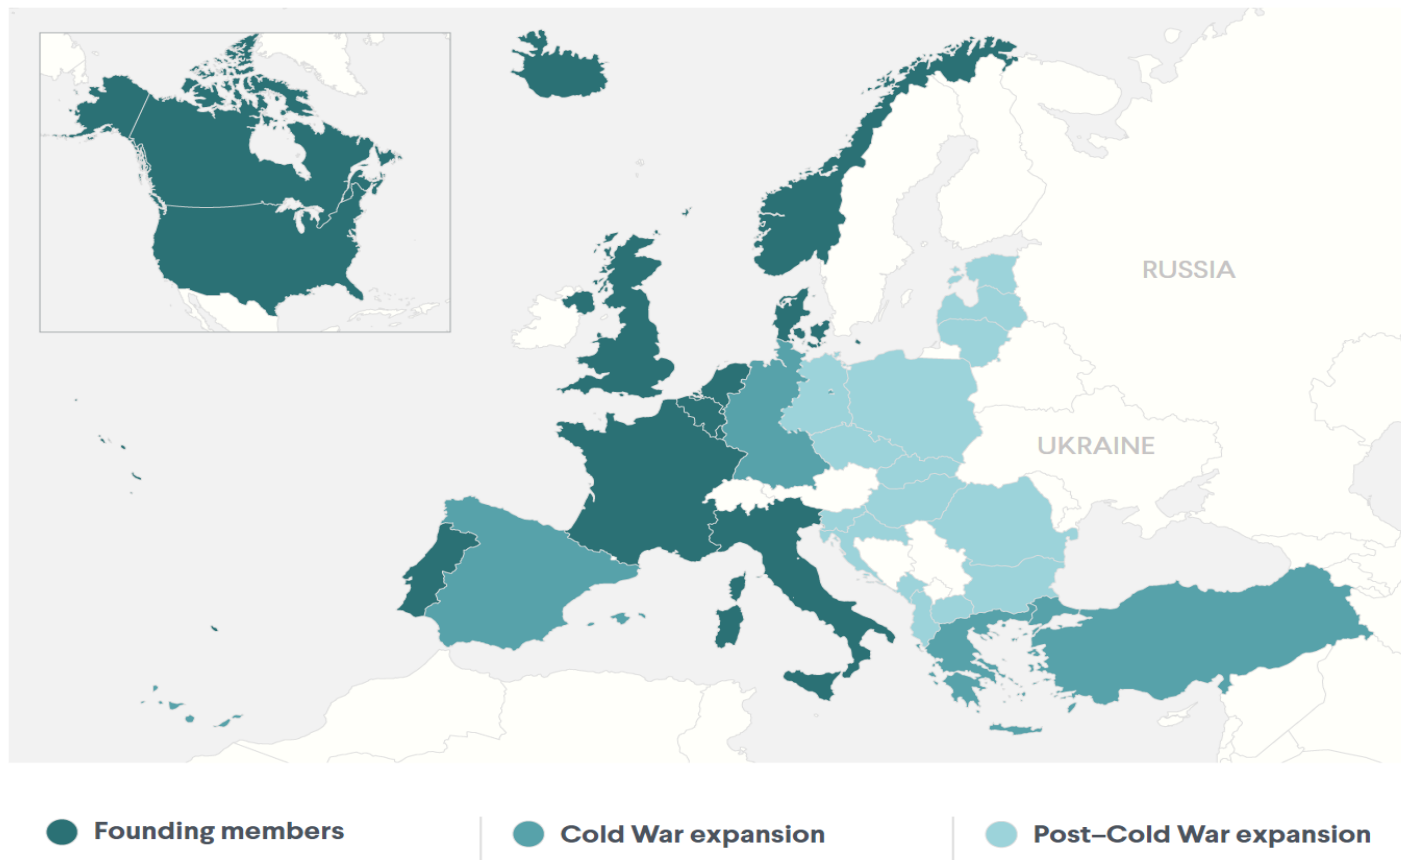 RUSSIA
UKRAINE
Founding members
Cold War expansion
Post–Cold War expansion